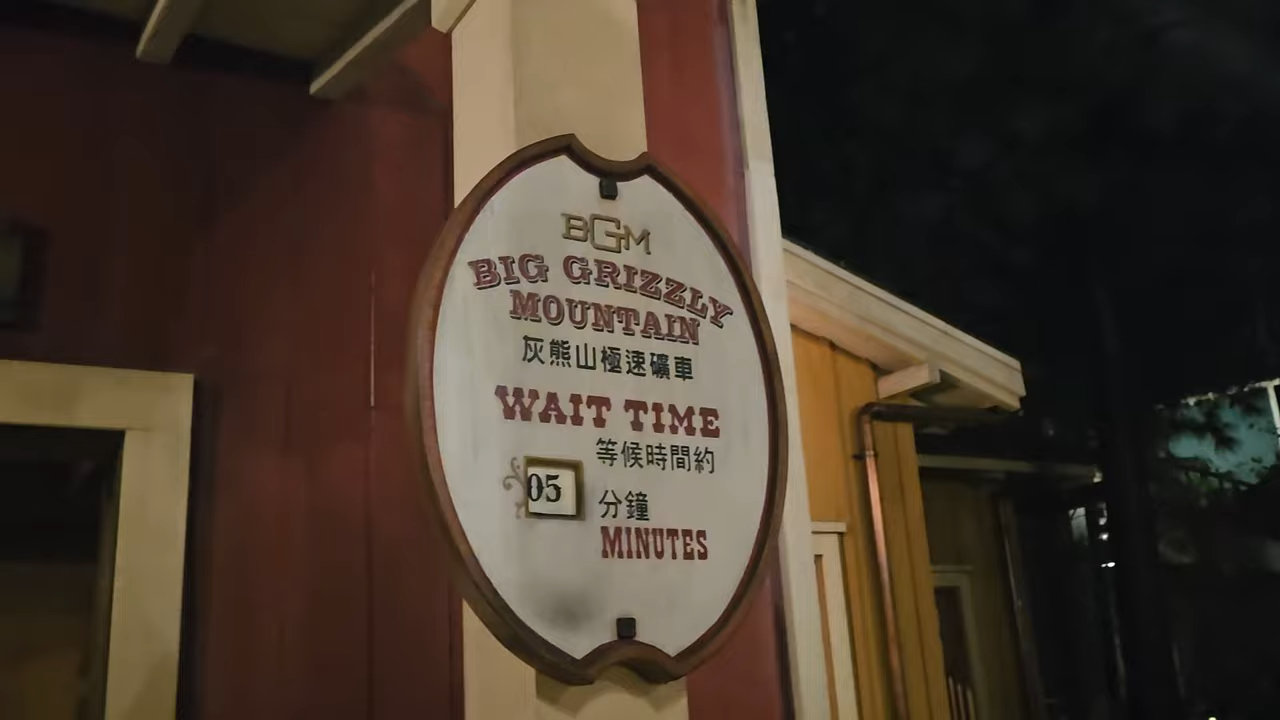 BGM
BIG GRIZZLY
MOUNTAIN
灰熊山極速礦車
WAIT TIME
等候時間約
05 分鐘
MINUTES